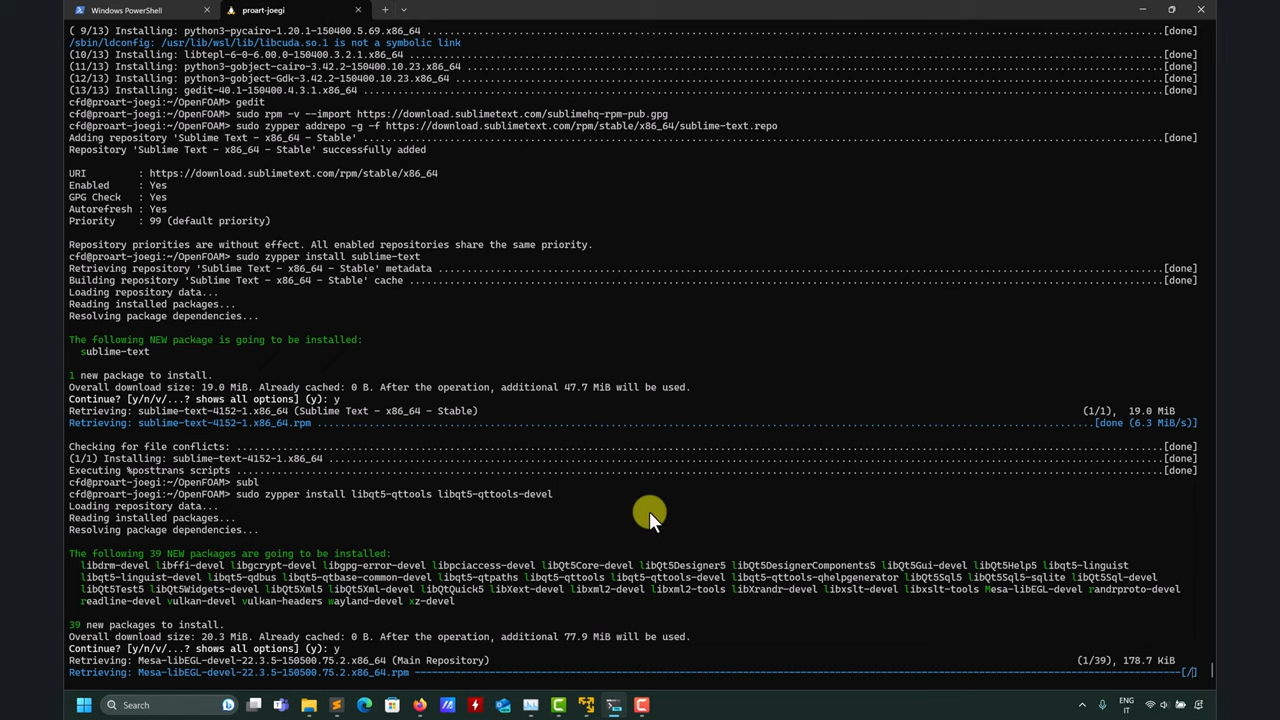 Windows PowerShell
proart-joegi
( 9/13) Installing: python3-pycairo-1.20.1-150400.5.69.x86_64 [done]
/sbin/ldconfig: /usr/lib/wsl/lib/libcuda.so.1 is not a symbolic link
(10/13) Installing: libtepl-6-0-6.00.0-150400.3.2.1.x86_64 [done]
(11/13) Installing: python3-gobject-cairo-3.42.2-150400.10.23.x86_64 [done]
(12/13) Installing: python3-gobject-Gdk-3.42.2-150400.10.23.x86_64 [done]
(13/13) Installing: gedit-40.1-150400.4.3.1.x86_64 [done]
cfd@proart-joegi:~/OpenFOAM> gedit
cfd@proart-joegi:~/OpenFOAM> sudo rpm -v --import https://download.sublimetext.com/sublimehq-rpm-pub.gpg
cfd@proart-joegi:~/OpenFOAM> sudo zypper addrepo -g -f https://download.sublimetext.com/rpm/stable/x86_64/sublime-text.repo
Adding repository 'Sublime Text - x86_64 - Stable' [done]
Repository 'Sublime Text - x86_64 - Stable' successfully added
URI : https://download.sublimetext.com/rpm/stable/x86_64
Enabled : Yes
GPG Check : Yes
Autorefresh : Yes
Priority : 99 (default priority)
Repository priorities are without effect. All enabled repositories share the same priority.
cfd@proart-joegi:~/OpenFOAM> sudo zypper install sublime-text
Retrieving repository 'Sublime Text - x86_64 - Stable' metadata [done]
Building repository 'Sublime Text - x86_64 - Stable' cache [done]
Loading repository data...
Reading installed packages...
Resolving package dependencies...
The following NEW package is going to be installed:
sublime-text
1 new package to install.
Overall download size: 19.0 MiB. Already cached: 0 B. After the operation, additional 47.7 MiB will be used.
Continue? [y/n/v/...? shows all options] (y): y
Retrieving: sublime-text-4152-1.x86_64 (Sublime Text - x86_64 - Stable) (1/1), 19.0 MiB
Retrieving: sublime-text-4152-1.x86_64.rpm [done (6.3 MiB/s)]
Checking for file conflicts: [done]
(1/1) Installing: sublime-text-4152-1.x86_64 [done]
Executing %posttrans scripts [done]
cfd@proart-joegi:~/OpenFOAM> subl
cfd@proart-joegi:~/OpenFOAM> sudo zypper install libqt5-qttools libqt5-qttools-devel
Loading repository data...
Reading installed packages...
Resolving package dependencies...
The following 39 NEW packages are going to be installed:
libdrm-devel libffi-devel libgcrypt-devel libgpg-error-devel libpciaccess-devel libQt5Core-devel libQt5Designer5 libQt5DesignerComponents5 libQt5Gui-devel libQt5Help5 libqt5-linguist
libqt5-linguist-devel libqt5-qdbus libqt5-qtbase-common-devel libqt5-qtpaths libqt5-qttools libqt5-qttools-devel libqt5-qttools-qhelpgenerator libQt5Sql5 libQt5Sql5-sqlite libQt5Sql-devel
libQt5Test5 libQt5Widgets-devel libQt5Xml5 libQt5Xml-devel libQtQuick5 libXext-devel libxml2-devel libxml2-tools libXrandr-devel libxslt-devel libxslt-tools Mesa-libEGL-devel randrproto-devel
readline-devel vulkan-devel vulkan-headers wayland-devel xz-devel
39 new packages to install.
Overall download size: 20.3 MiB. Already cached: 0 B. After the operation, additional 77.9 MiB will be used.
Continue? [y/n/v/...? shows all options] (y): y
Retrieving: Mesa-libEGL-devel-22.3.5-150500.75.2.x86_64 (Main Repository) (1/39), 178.7 KiB
Retrieving: Mesa-libEGL-devel-22.3.5-150500.75.2.x86_64.rpm [/]
Search
ENG
IT